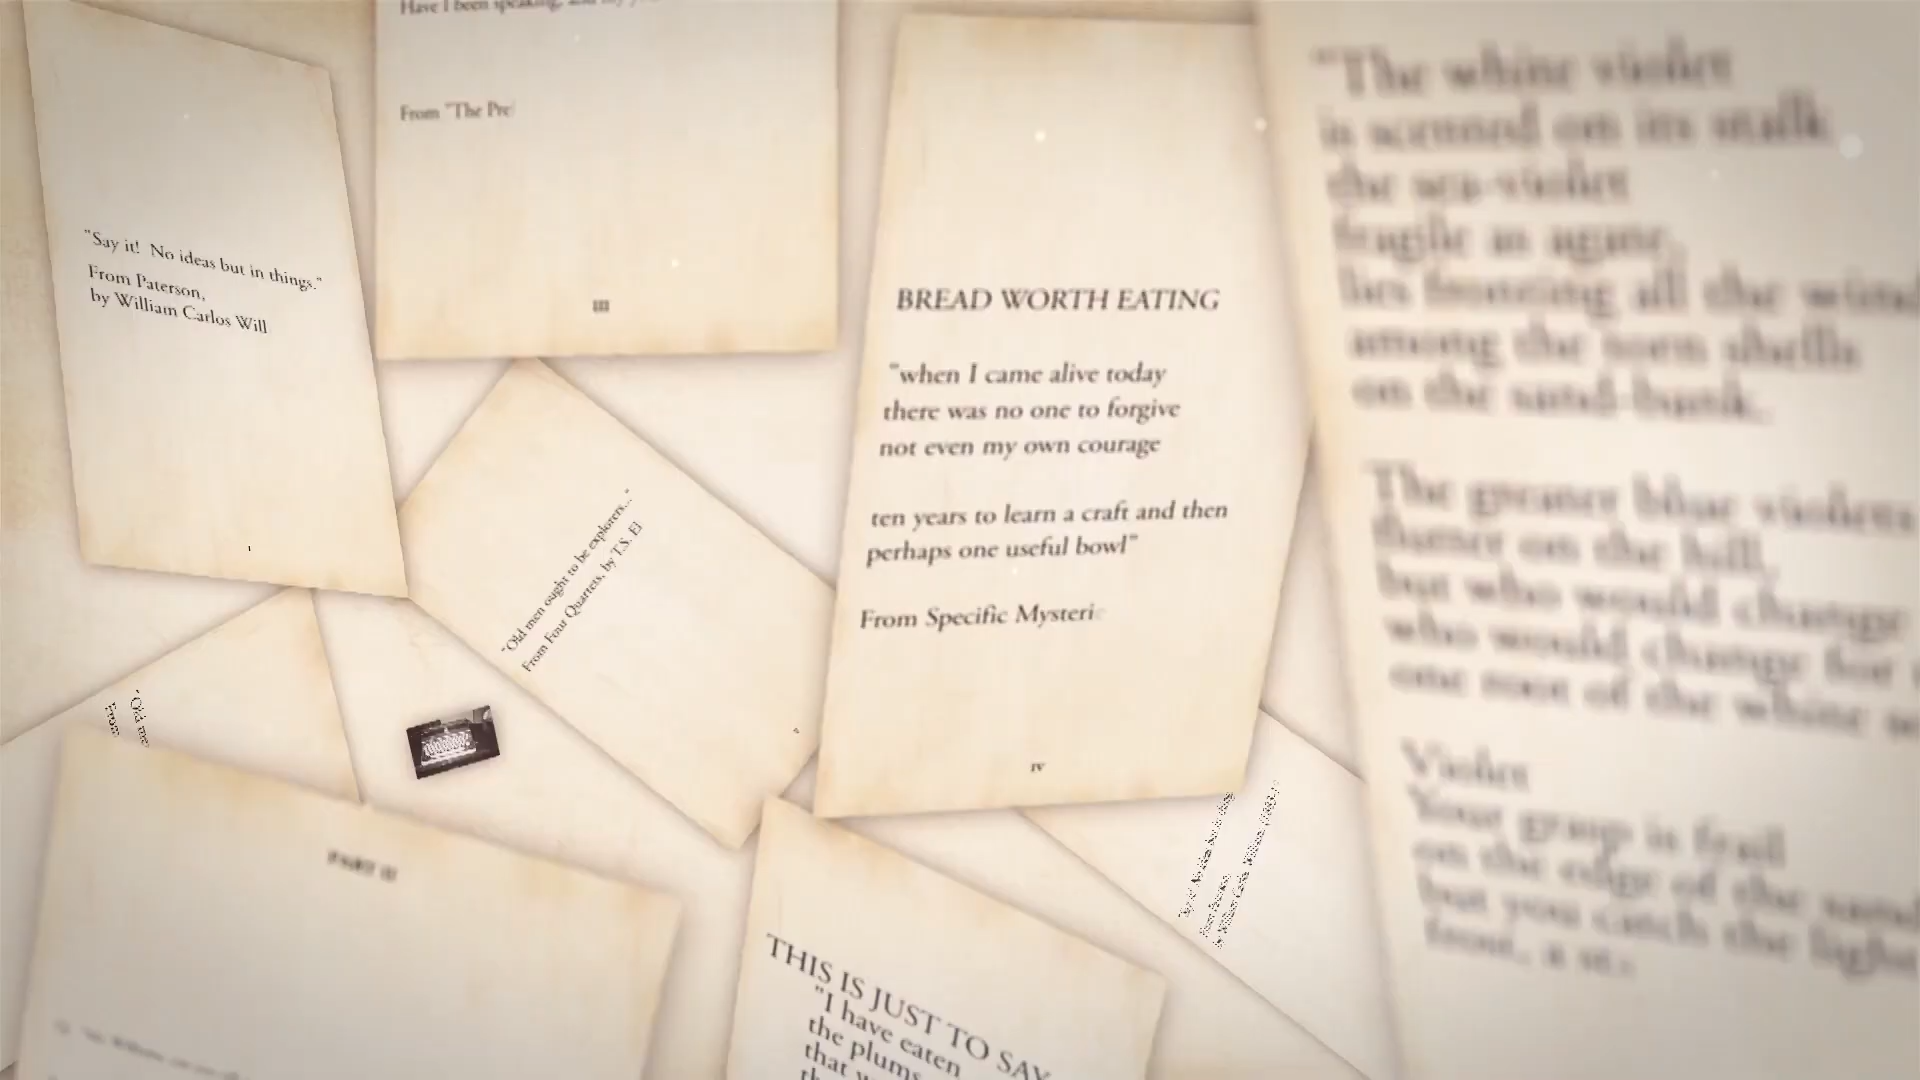 "Say it! No ideas but in things."
From Paterson,
by William Carlos Will
I
Have I been speaking, and my
From "The Pre
III
"Old men ought to be explorers..."
From Four Quartets, by T.S. El
V
BREAD WORTH EATING
"when I came alive today
there was no one to forgive
not even my own courage
ten years to learn a craft and then
perhaps one useful bowl"
From Specific Mysteri
IV
"The white violet
is scented on its stalk
the sea-violet
fragile as agate,
lies fronting all the wind
among the torn shells
on the sand-bank.
The greater blue violets
flutter on the hill,
but who would change
who would change for
one root of the white
Violet
Your grasp is frail
on the edge of the sand
but you catch the light
frost, a
"Old me
From
PART III
THIS IS JUST TO SAY
"I have eaten
the plums
that